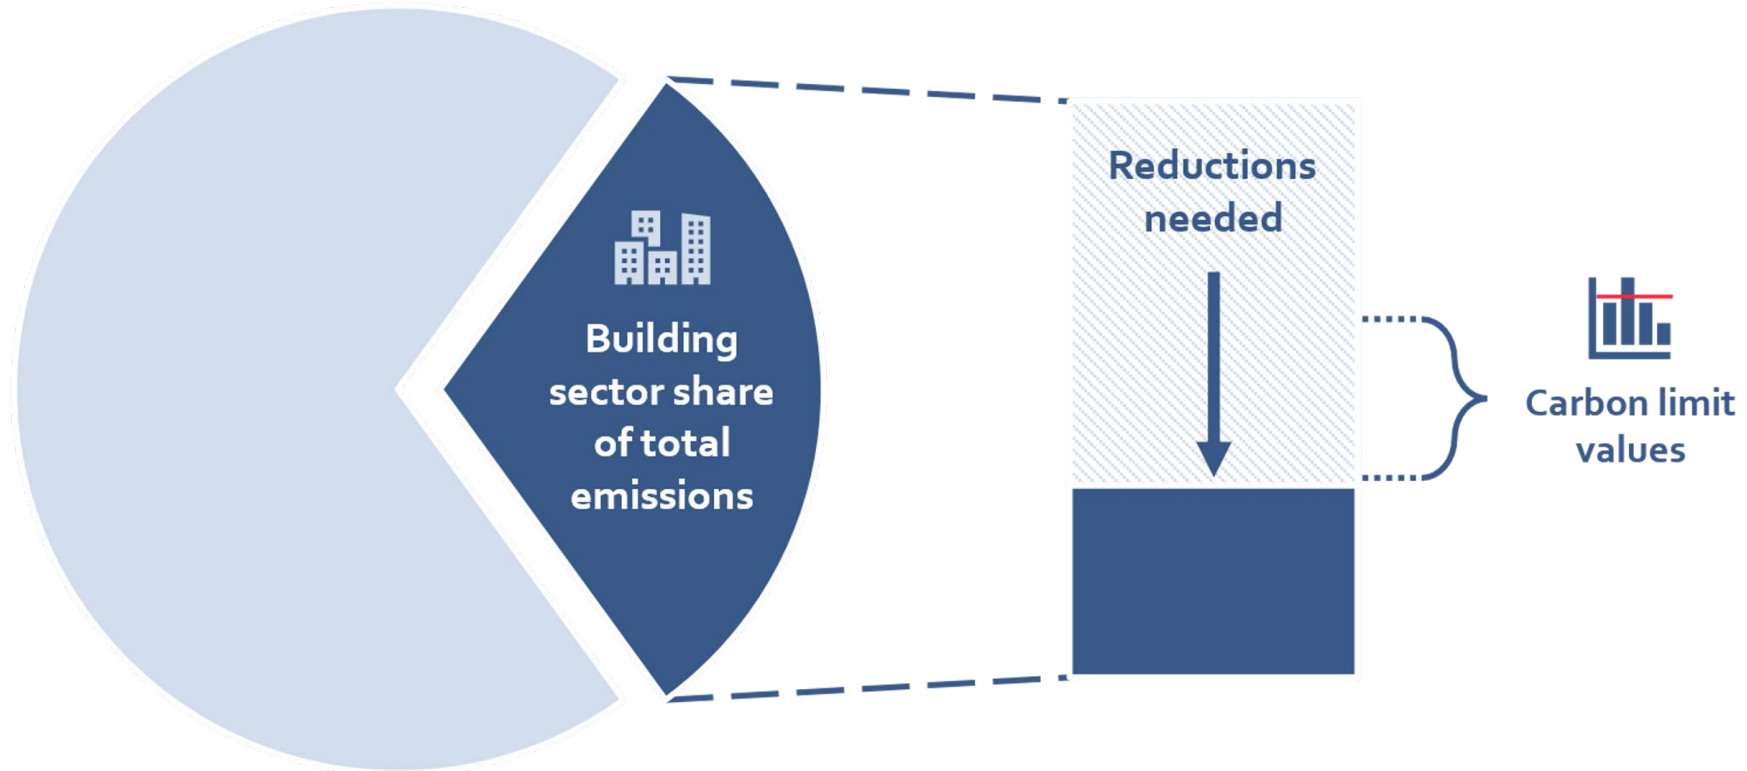 Building
sector share
of total
emissions
Reductions
needed
Carbon limit
values